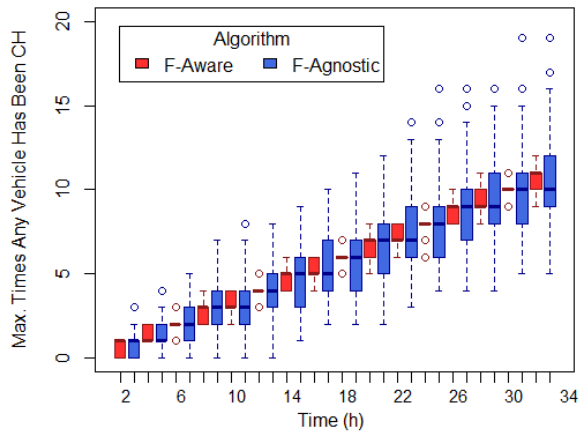 Max. Times Any Vehicle Has Been CH
20
15
10
5
0
Algorithm
F-Aware F-Agnostic
2 6 10 14 18 22 26 30 34
Time (h)